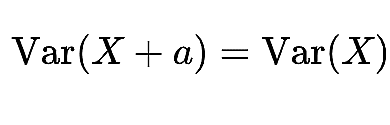 Var(X + a) = Var(X)